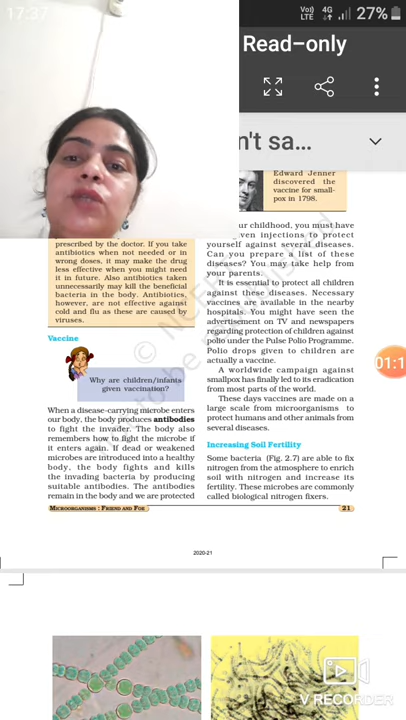 17:37
Vo))
LTE
4G
27%
Read-only
n't sa...
Edward Jenner
discovered the
vaccine for small-
pox in 1798.
prescribed by the doctor. If you take
antibiotics when not needed or in
wrong doses, it may make the drug
less effective when you might need
it in future. Also antibiotics taken
unnecessarily may kill the beneficial
bacteria in the body. Antibiotics,
however, are not effective against
cold and flu as these are caused by
viruses.
Vaccine
Why are children/infants
given vaccination?
When a disease-carrying microbe enters
our body, the body produces antibodies
to fight the invader. The body also
remembers how to fight the microbe if
it enters again. If dead or weakened
microbes are introduced into a healthy
body, the body fights and kills
the invading bacteria by producing
suitable antibodies. The antibodies
remain in the body and we are protected
ur childhood, you must have
ven injections to protect
yourself against several diseases.
Can you prepare a list of these
diseases? You may take help from
your parents.
It is essential to protect all children
against these diseases. Necessary
vaccines are available in the nearby
hospitals. You might have seen the
advertisement on TV and newspapers
regarding protection of children against
polio under the Pulse Polio Programme.
Polio drops given to children are
actually a vaccine.
A worldwide campaign against
smallpox has finally led to its eradication
from most parts of the world.
These days vaccines are made on a
large scale from microorganisms to
protect humans and other animals from
several diseases.
Increasing Soil Fertility
Some bacteria (Fig. 2.7) are able to fix
nitrogen from the atmosphere to enrich
soil with nitrogen and increase its
fertility. These microbes are commonly
called biological nitrogen fixers.
01:1
MICROORGANISMS : FRIEND AND FOE
21
2020-21
V RECORDER